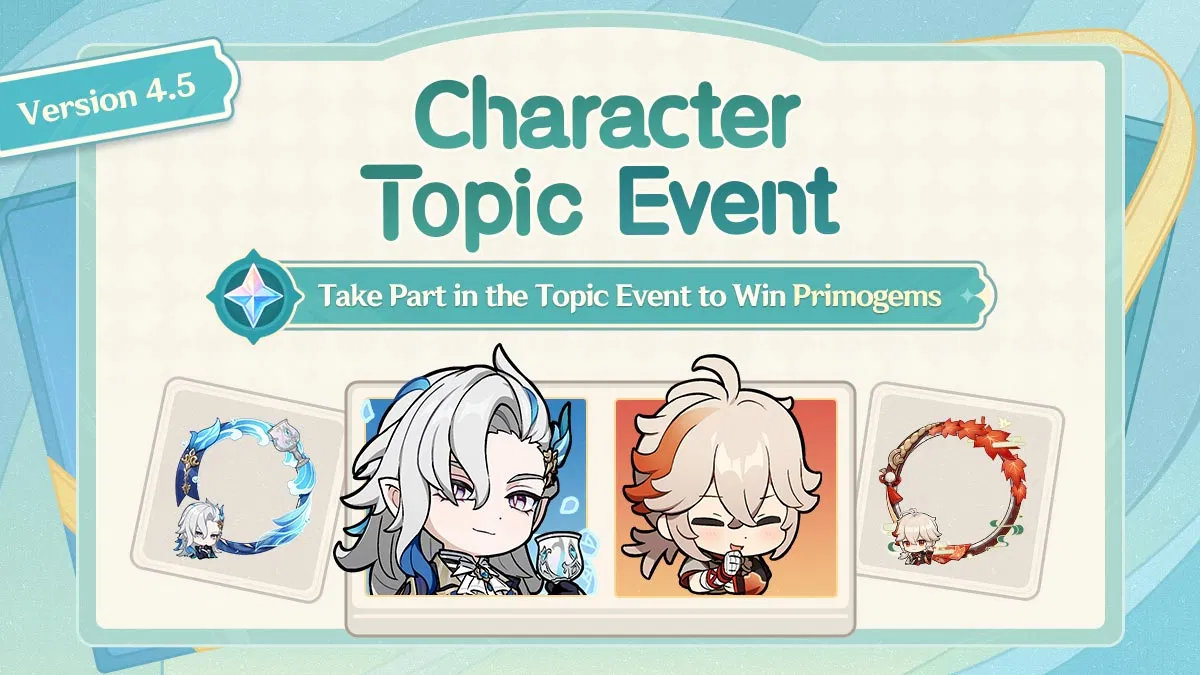 Version 4.5
Character
Topic Event
Take Part in the Topic Event to Win Primogems